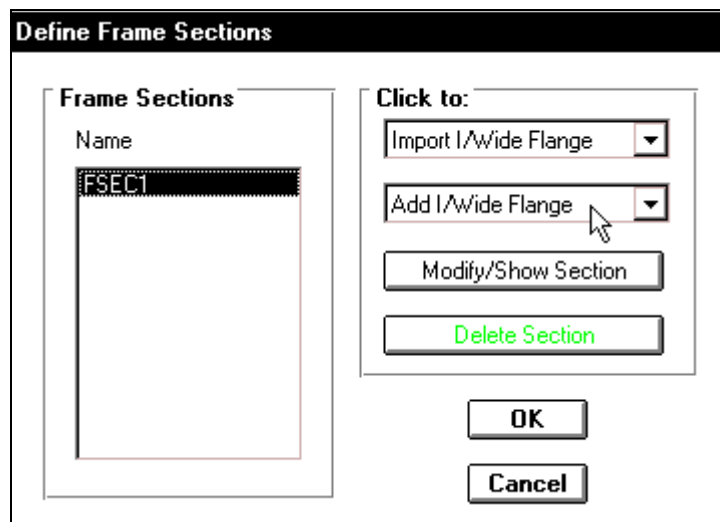 Define Frame Sections
Frame Sections
Name
FSEC1
Click to:
Import I/Wide Flange
Add I/Wide Flange
Modify/Show Section
Delete Section
OK
Cancel